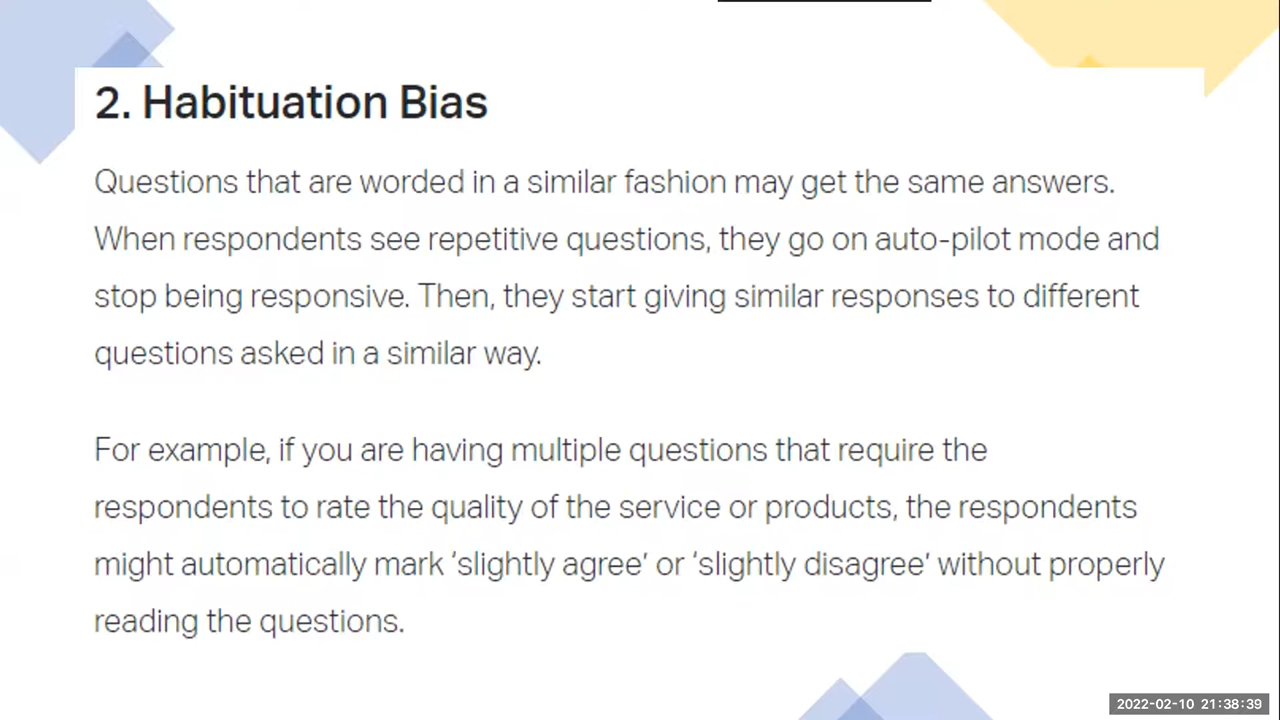 2. Habituation Bias
Questions that are worded in a similar fashion may get the same answers.
When respondents see repetitive questions, they go on auto-pilot mode and
stop being responsive. Then, they start giving similar responses to different
questions asked in a similar way.
For example, if you are having multiple questions that require the
respondents to rate the quality of the service or products, the respondents
might automatically mark ‘slightly agree’ or ‘slightly disagree’ without properly
reading the questions.
2022-02-10 21:38:39